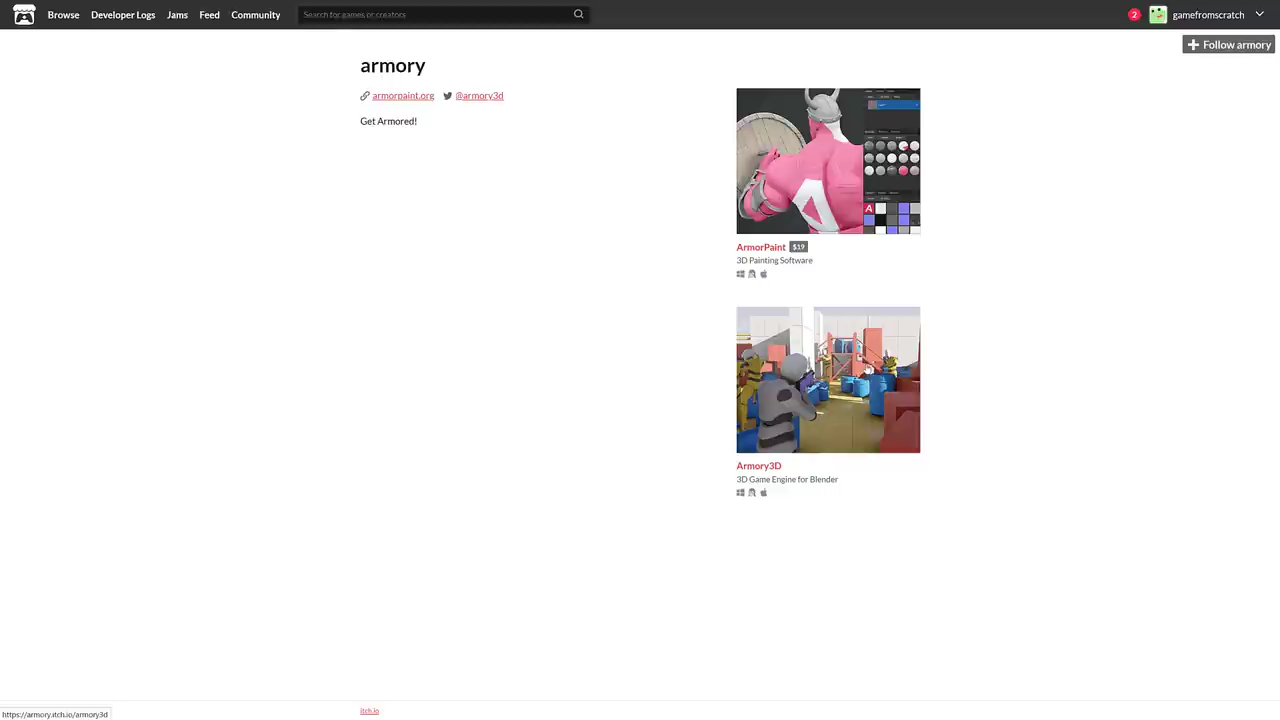 Browse Developer Logs Jams Feed Community Search for games or creators 2 gamefromscratch
Follow armory
armory
armorpaint.org @armory3d
Get Armored!
ArmorPaint $19
3D Painting Software
Armory3D
3D Game Engine for Blender
https://armory.itch.io/armory3d
itch.io